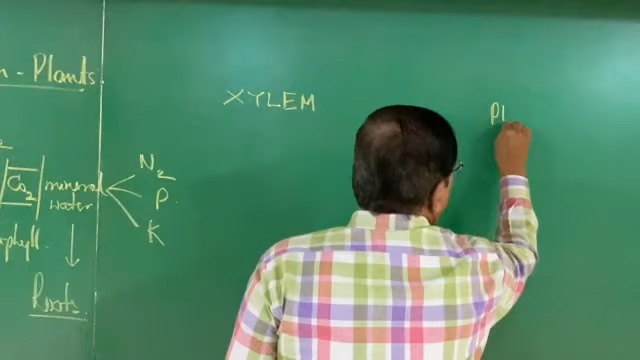 n - Plants
XYLEM
Pl
CO2
mineral
water
N2
P
K
phyll
Roots